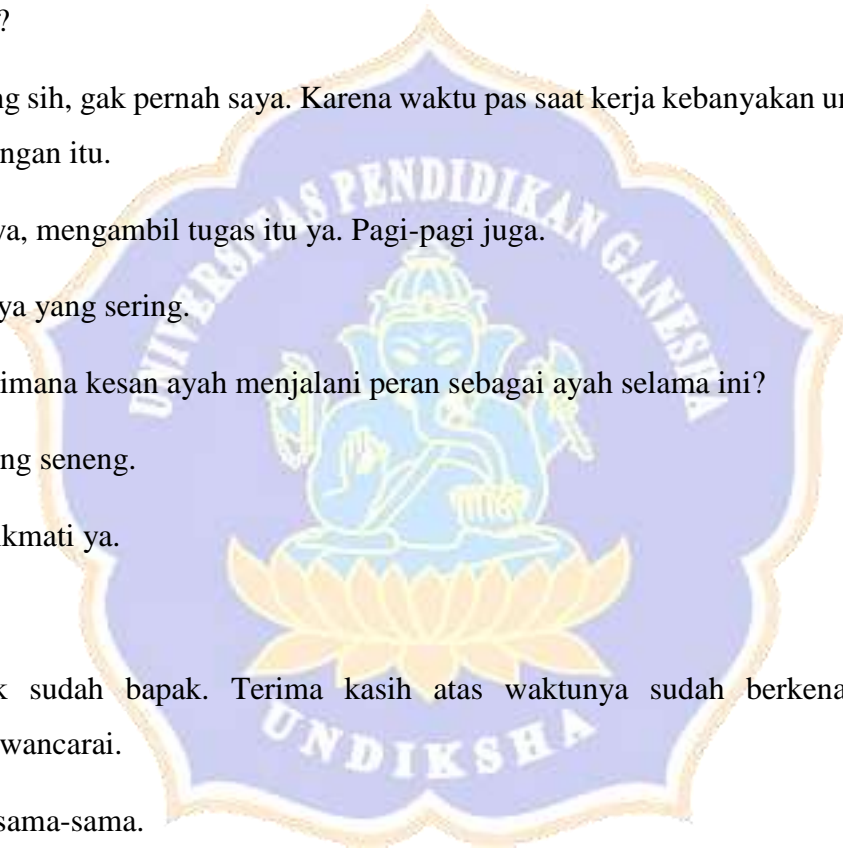 ?
ng sih, gak pernah saya. Karena waktu pas saat kerja kebanyakan un
ngan itu.
UNIVERSITAS PENDIDIKAN GANESHA
ya, mengambil tugas itu ya. Pagi-pagi juga.
ya yang sering.
imana kesan ayah menjalani peran sebagai ayah selama ini?
ng seneng.
kmati ya.
k sudah bapak. Terima kasih atas waktunya sudah berkena
wancarai.
UNDIKSHA
sama-sama.